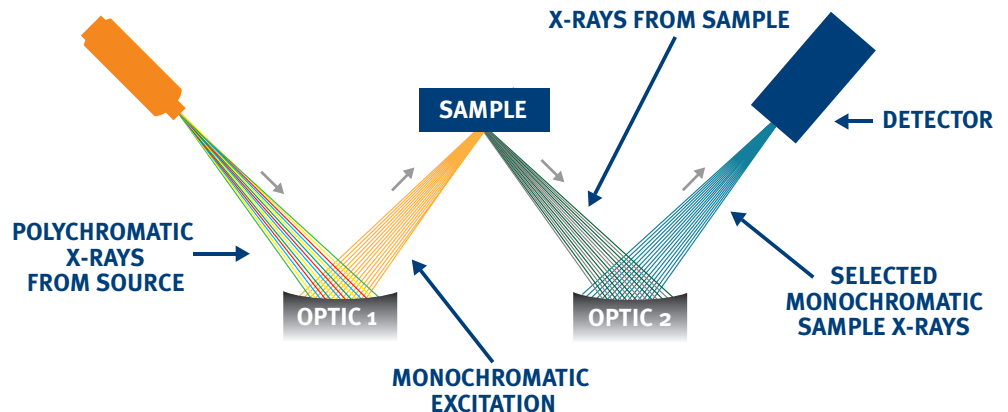 X-RAYS FROM SAMPLE
SAMPLE
DETECTOR
POLYCHROMATIC
X-RAYS
FROM SOURCE
OPTIC 1
OPTIC 2
SELECTED
MONOCHROMATIC
SAMPLE X-RAYS
MONOCHROMATIC
EXCITATION